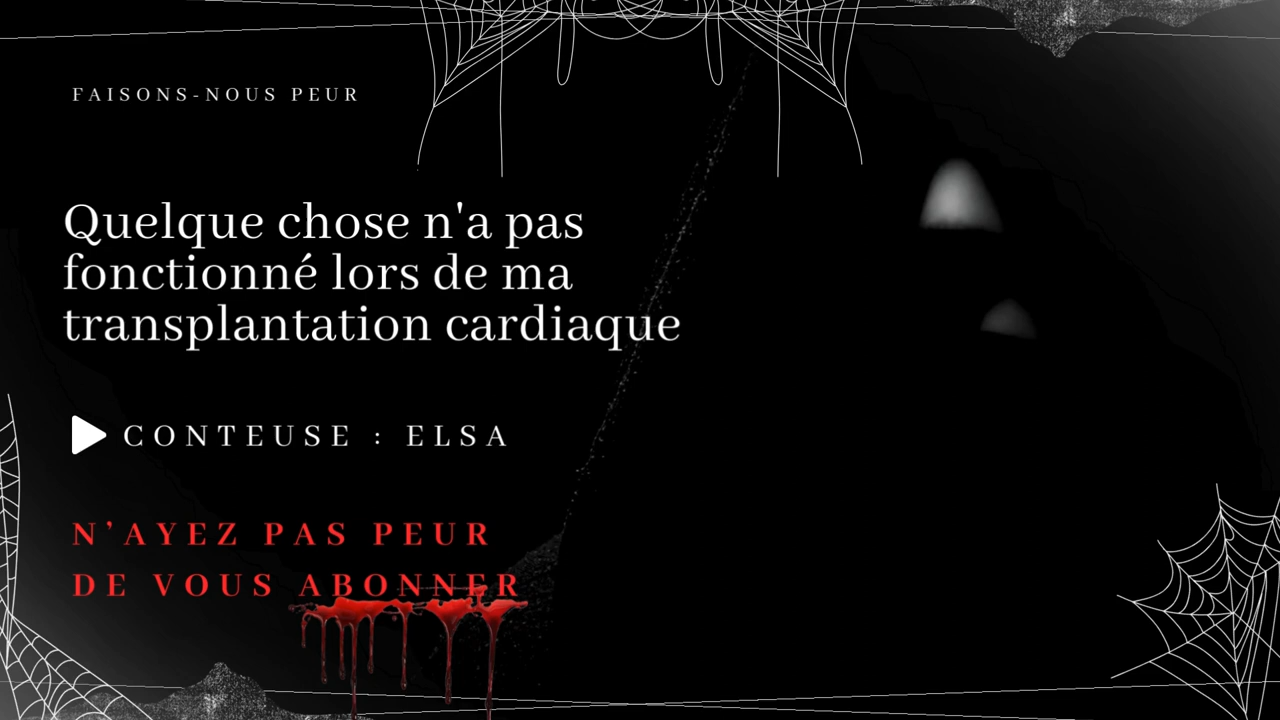 FAISONS-NOUS PEUR
Quelque chose n'a pas
fonctionné lors de ma
transplantation cardiaque
CONTEUSE : ELSA
N’AYEZ PAS PEUR
DE VOUS ABONNER